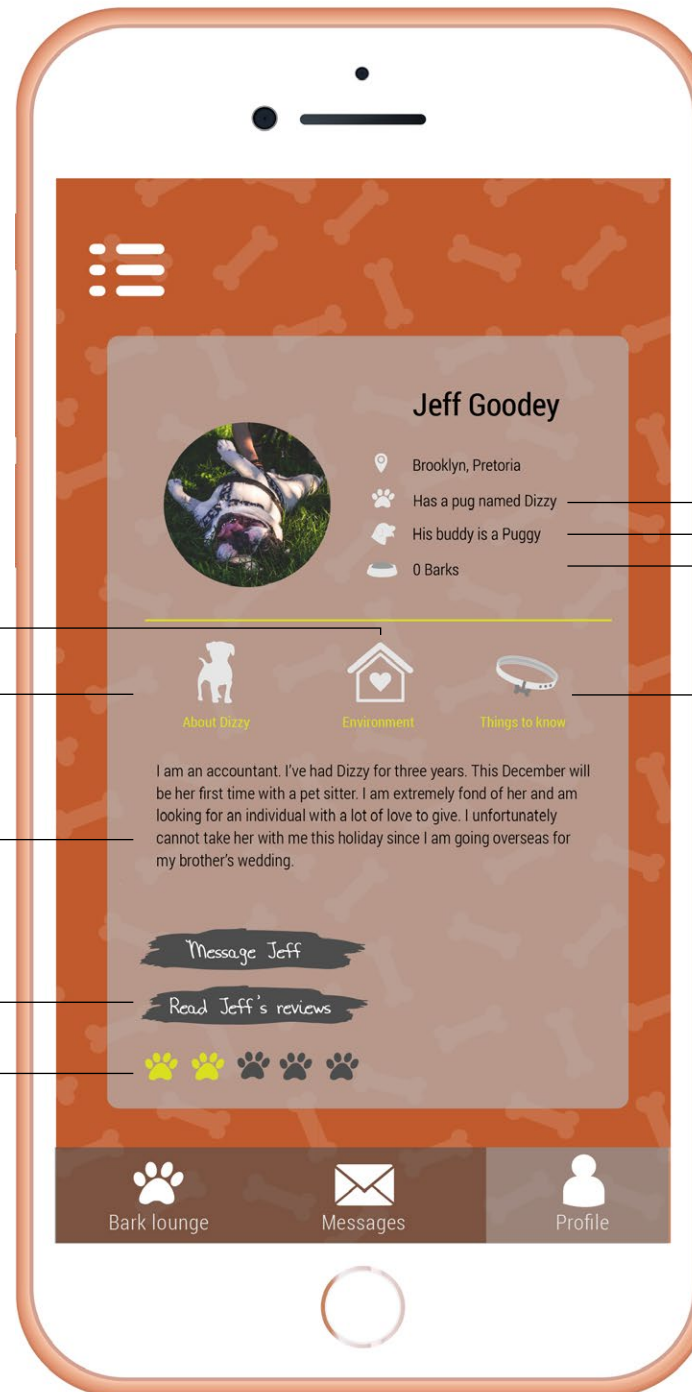 Jeff Goodey
Brooklyn, Pretoria
Has a pug named Dizzy
His buddy is a Puggy
0 Barks
About Dizzy
Environment
Things to know
I am an accountant. I've had Dizzy for three years. This December will
be her first time with a pet sitter. I am extremely fond of her and am
looking for an individual with a lot of love to give. I unfortunately
cannot take her with me this holiday since I am going overseas for
my brother's wedding.
Message Jeff
Read Jeff's reviews
Bark lounge
Messages
Profile